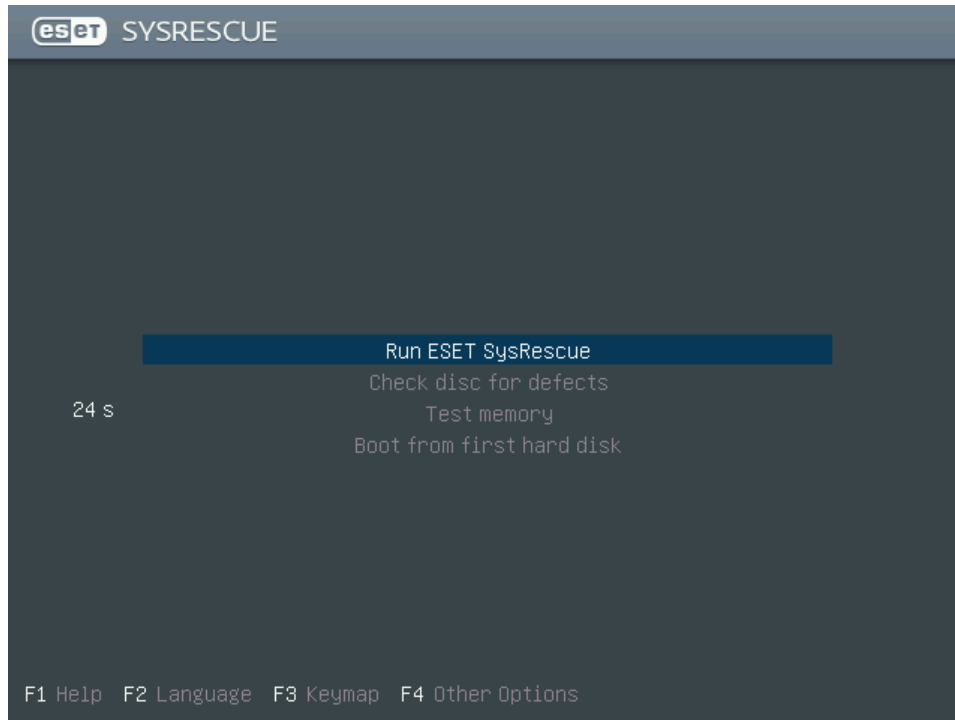 eset SYSRESCUE
Run ESET SysRescue
Check disc for defects
24 s
Test memory
Boot from first hard disk
F1 Help F2 Language F3 Keymap F4 Other Options